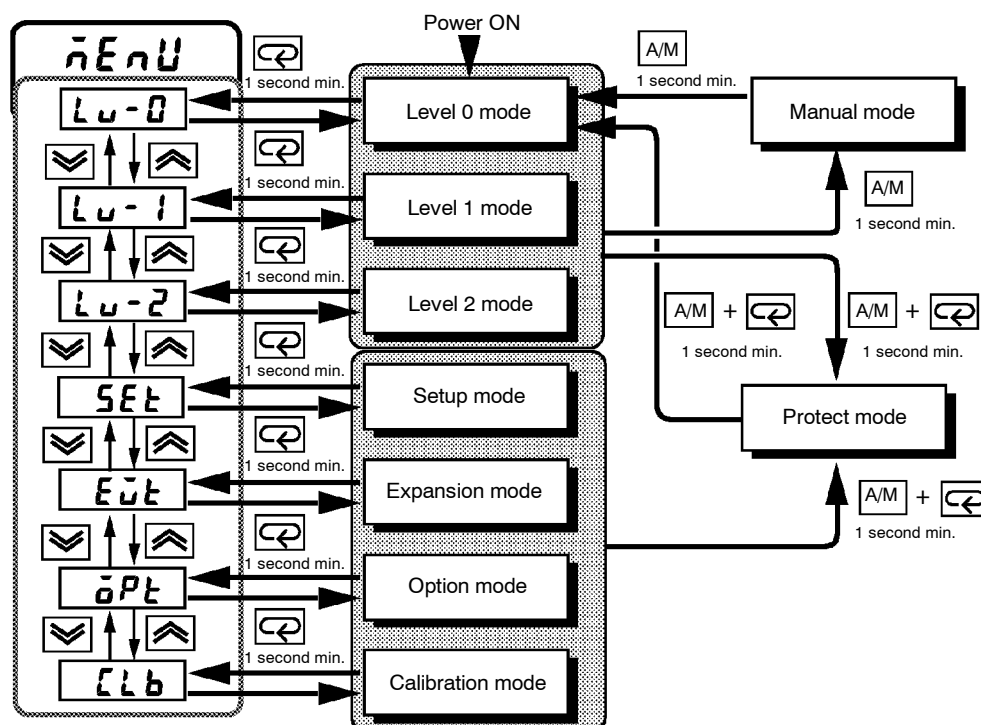 Power ON
mEnU
A/M
1 second min.
Lu-0
1 second min.
Level 0 mode
Manual mode
1 second min.
A/M
1 second min.
Lu-1
Level 1 mode
1 second min.
Lu-2
Level 2 mode
A/M + A/M +
1 second min. 1 second min.
1 second min.
SEt
Setup mode
Protect mode
1 second min.
Eut
Expansion mode
A/M +
1 second min.
1 second min.
oPt
Option mode
1 second min.
CLb
Calibration mode